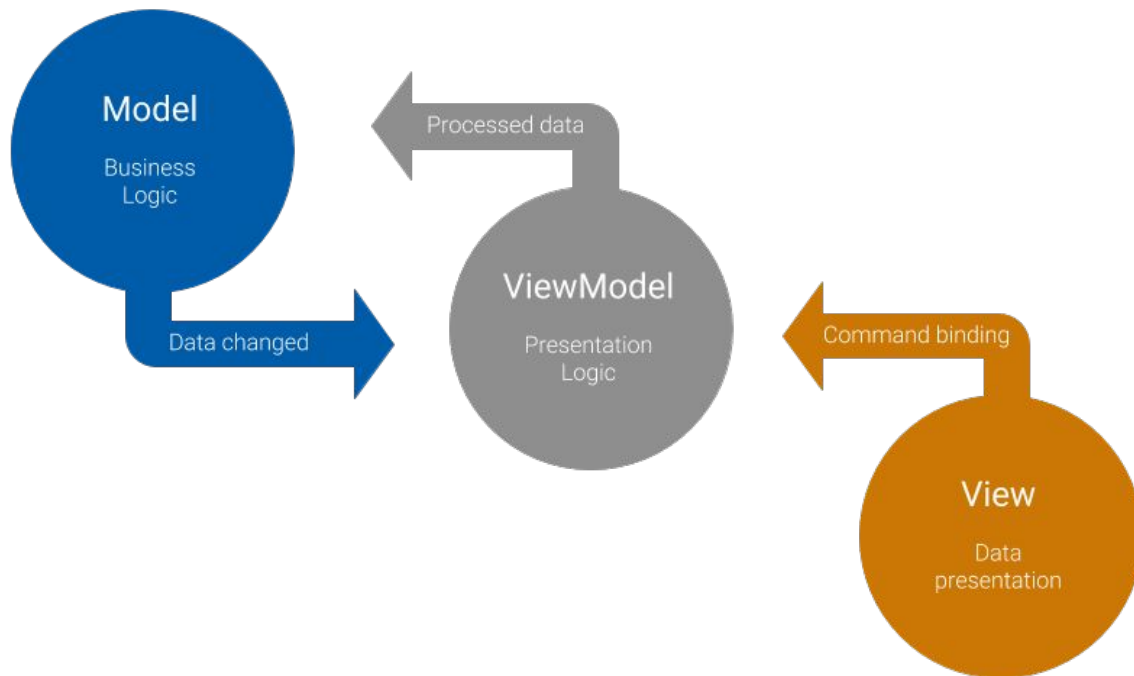 Model
Business
Logic
Processed data
Data changed
ViewModel
Presentation
Logic
Command binding
View
Data
presentation